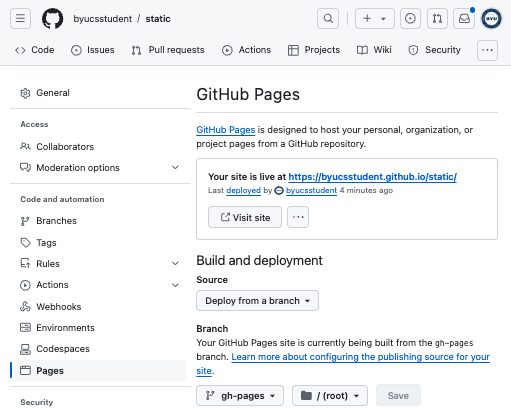 byucsstudent / static
BYU
Code Issues Pull requests Actions Projects Wiki Security ...
General
Access
Collaborators
Moderation options
Code and automation
Branches
Tags
Rules
Actions
Webhooks
Environments
Codespaces
Pages
Security
GitHub Pages
GitHub Pages is designed to host your personal, organization, or
project pages from a GitHub repository.
Your site is live at https://byucsstudent.github.io/static/
Last deployed by byucsstudent 4 minutes ago
Visit site ...
Build and deployment
Source
Deploy from a branch
Branch
Your GitHub Pages site is currently being built from the gh-pages
branch. Learn more about configuring the publishing source for your
site.
gh-pages / (root) Save